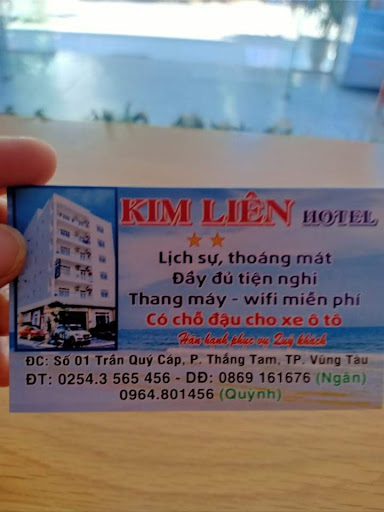 KIM LIÊN HOTEL
Lịch sự, thoáng mát
Đầy đủ tiện nghi
Thang máy - wifi miễn phí
Có chỗ đậu cho xe ô tô
Hân hạnh phục vụ Quý khách
ĐC: Số 01 Trần Quý Cáp, P. Thắng Tam, TP. Vũng Tàu
ĐT: 0254.3 565 456 - DĐ: 0869 161676 (Ngân)
0964.801456 (Quỳnh)